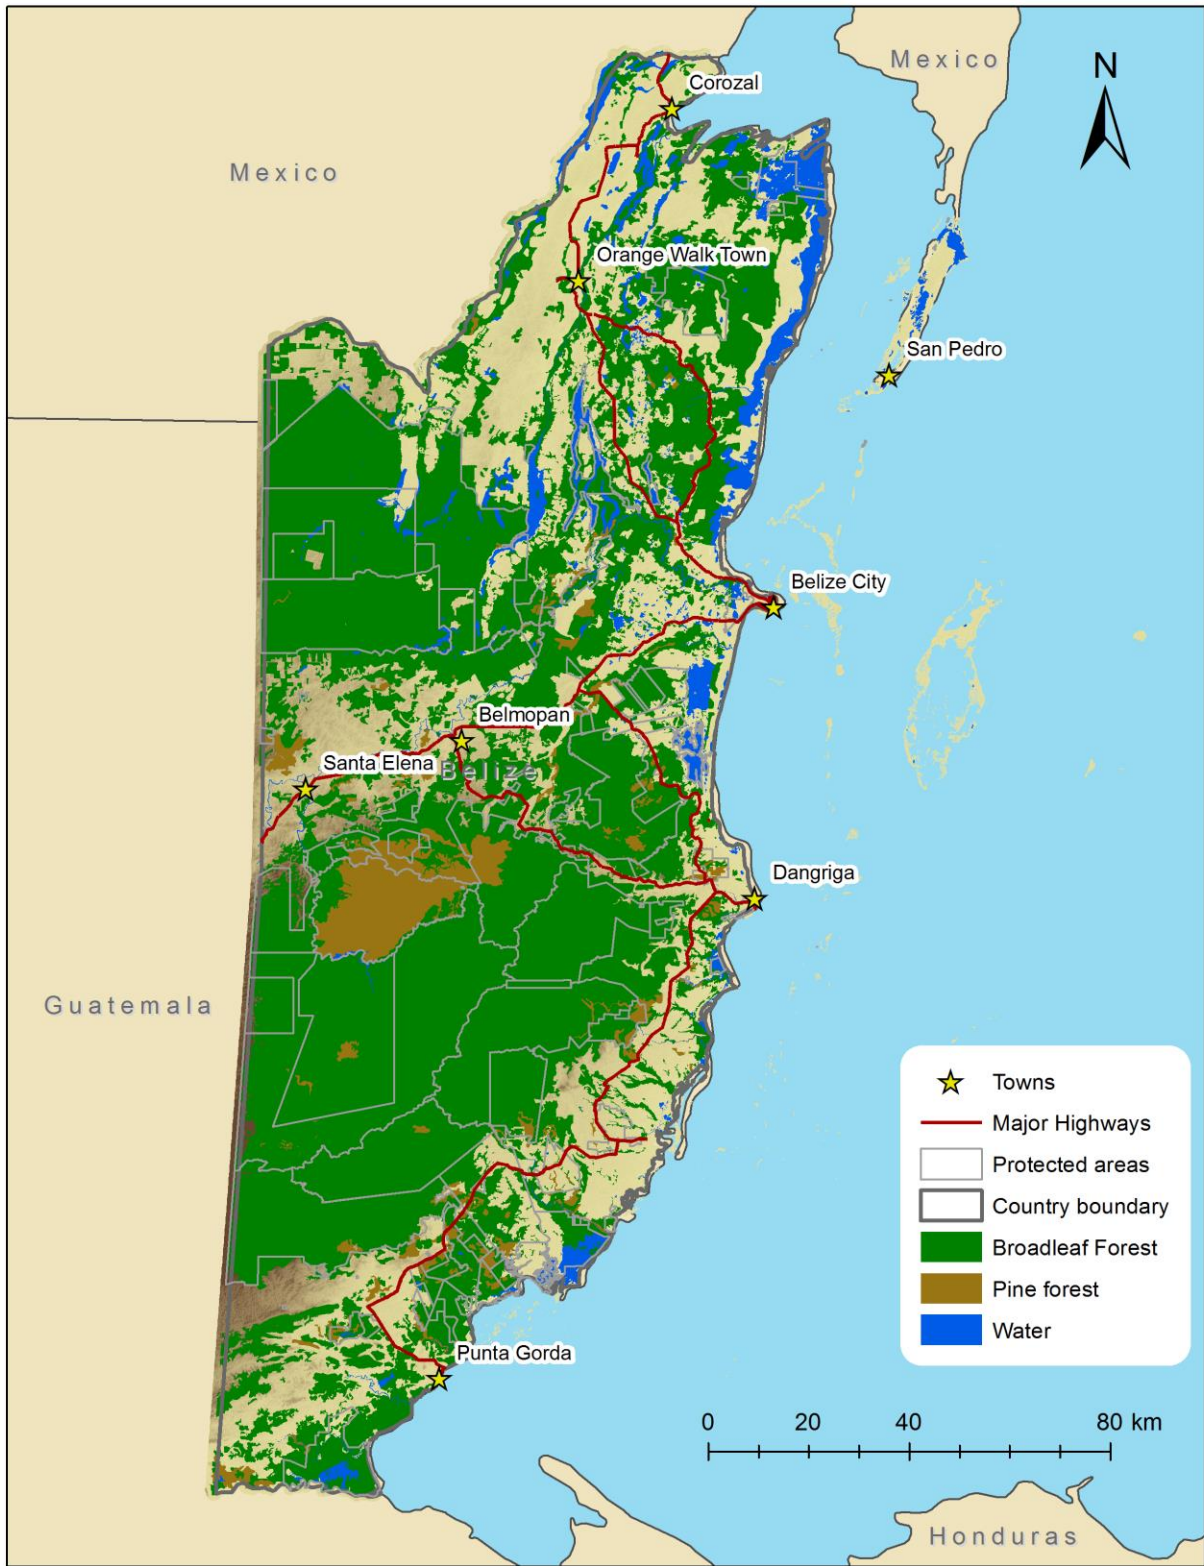 Mexico
N
Corozal
Mexico
Orange Walk Town
San Pedro
Belize City
Belmopan
Santa Elena
Belize
Dangriga
Guatemala
Towns
Major Highways
Protected areas
Country boundary
Broadleaf Forest
Pine forest
Water
Punta Gorda
0 20 40 80 km
Honduras